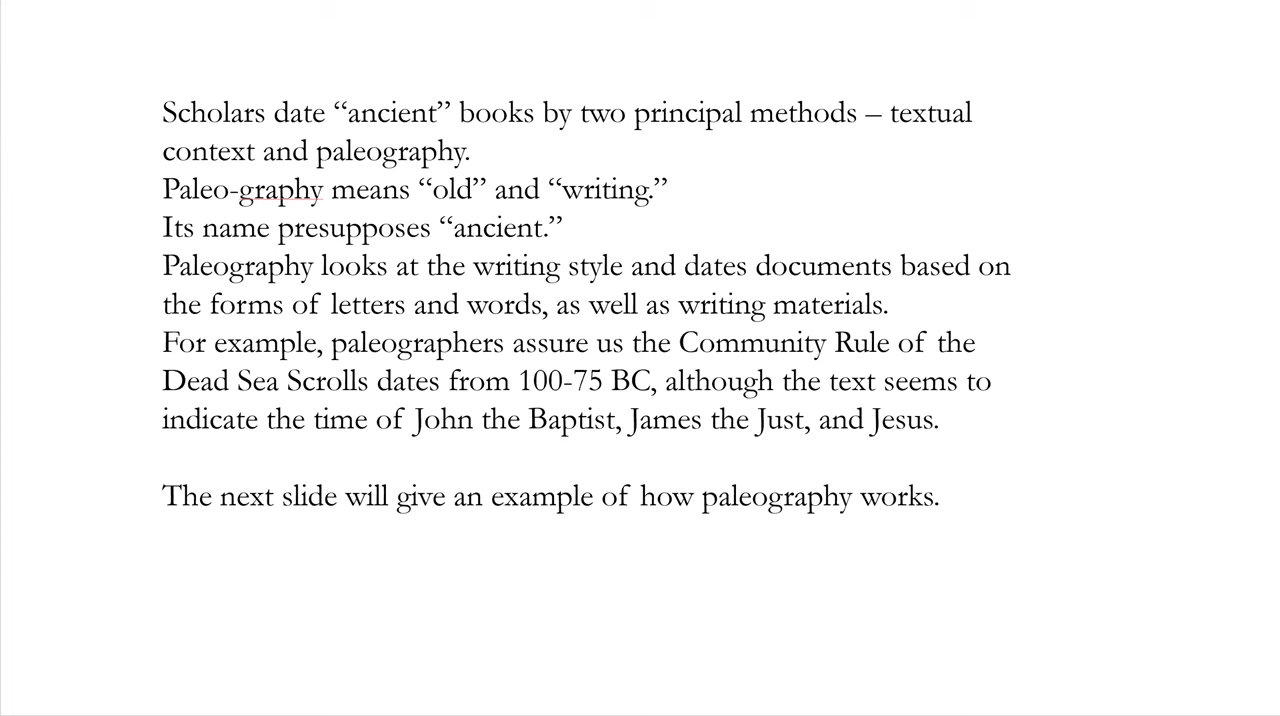 Scholars date “ancient” books by two principal methods – textual
context and paleography.
Paleo-graphy means “old” and “writing.”
Its name presupposes “ancient.”
Paleography looks at the writing style and dates documents based on
the forms of letters and words, as well as writing materials.
For example, paleographers assure us the Community Rule of the
Dead Sea Scrolls dates from 100-75 BC, although the text seems to
indicate the time of John the Baptist, James the Just, and Jesus.
The next slide will give an example of how paleography works.